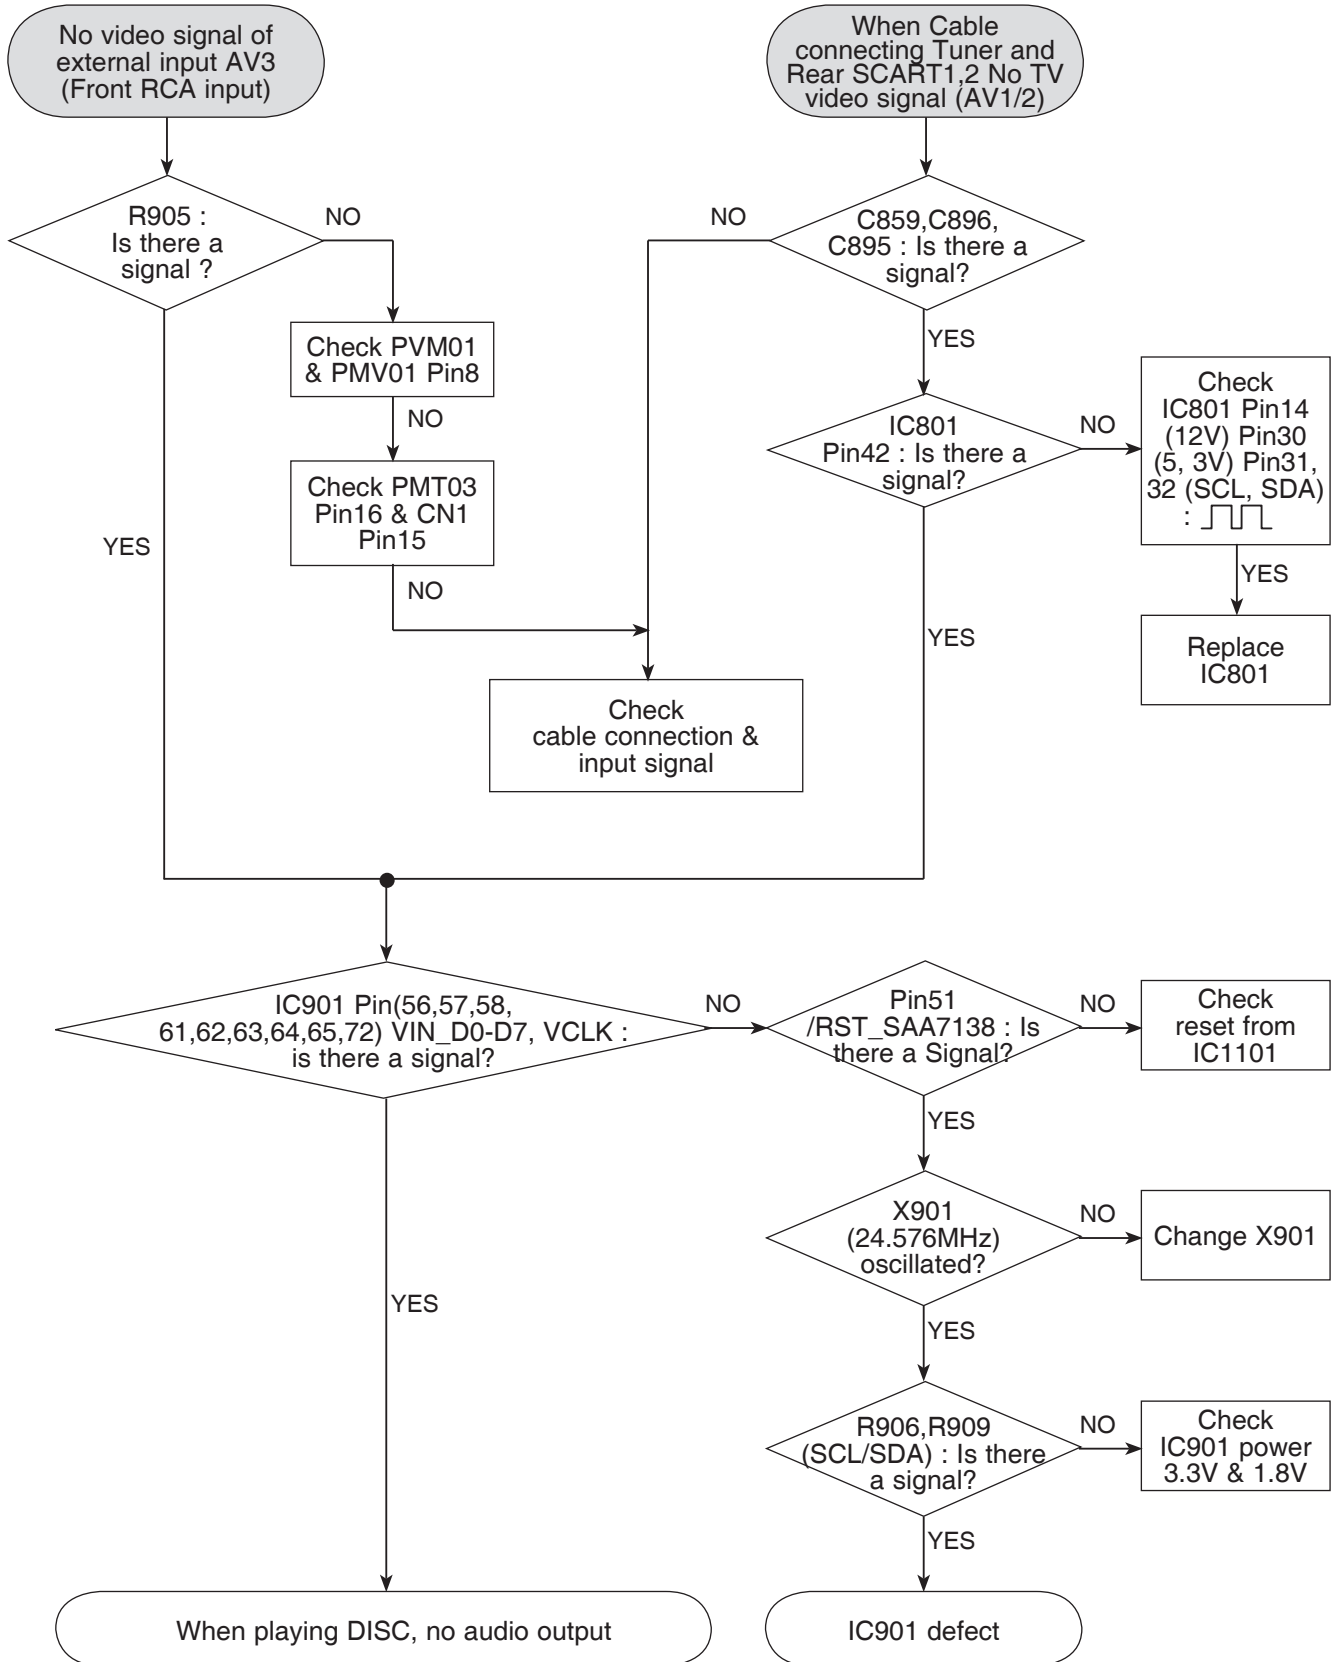 No video signal of
external input AV3
(Front RCA input)
When Cable
connecting Tuner and
Rear SCART1,2 No TV
video signal (AV1/2)
R905 :
Is there a
signal ?
NO
NO
C859,C896,
C895 : Is there a
signal?
Check PVM01
& PMV01 Pin8
YES
NO
IC801
Pin42 : Is there a
signal?
NO
Check
IC801 Pin14
(12V) Pin30
(5, 3V) Pin31,
32 (SCL, SDA)
:
Check PMT03
Pin16 & CN1
Pin15
YES
NO
YES
YES
Replace
IC801
Check
cable connection &
input signal
IC901 Pin(56,57,58,
61,62,63,64,65,72) VIN_D0-D7, VCLK :
is there a signal?
NO
Pin51
/RST_SAA7138 : Is
there a Signal?
NO
Check
reset from
IC1101
YES
X901
(24.576MHz)
oscillated?
NO
Change X901
YES
YES
R906,R909
(SCL/SDA) : Is there
a signal?
NO
Check
IC901 power
3.3V & 1.8V
YES
When playing DISC, no audio output
IC901 defect